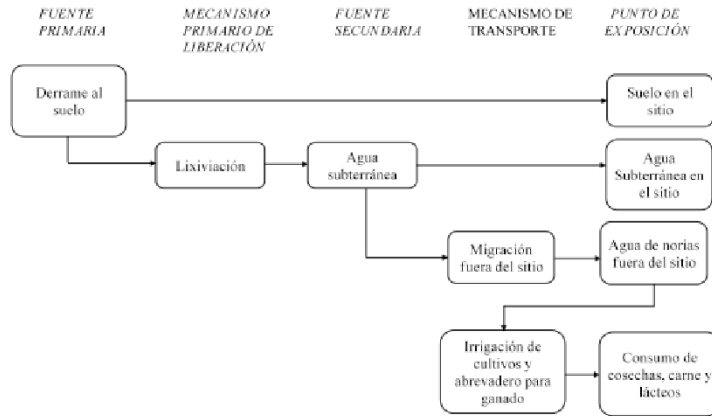 FUENTE
PRIMARIA
MECANISMO
PRIMARIO DE
LIBERACIÓN
FUENTE
SECUNDARIA
MECANISMO DE
TRANSPORTE
PUNTO DE
EXPOSICIÓN
Derrame al
suelo
Suelo en el
sitio
Lixiviación
Agua
subterránea
Agua
Subterránea en
el sitio
Migración
fuera del sitio
Agua de norias
fuera del sitio
Irrigación de
cultivos y
abrevadero para
ganado
Consumo de
cosechas, carne y
lácteos